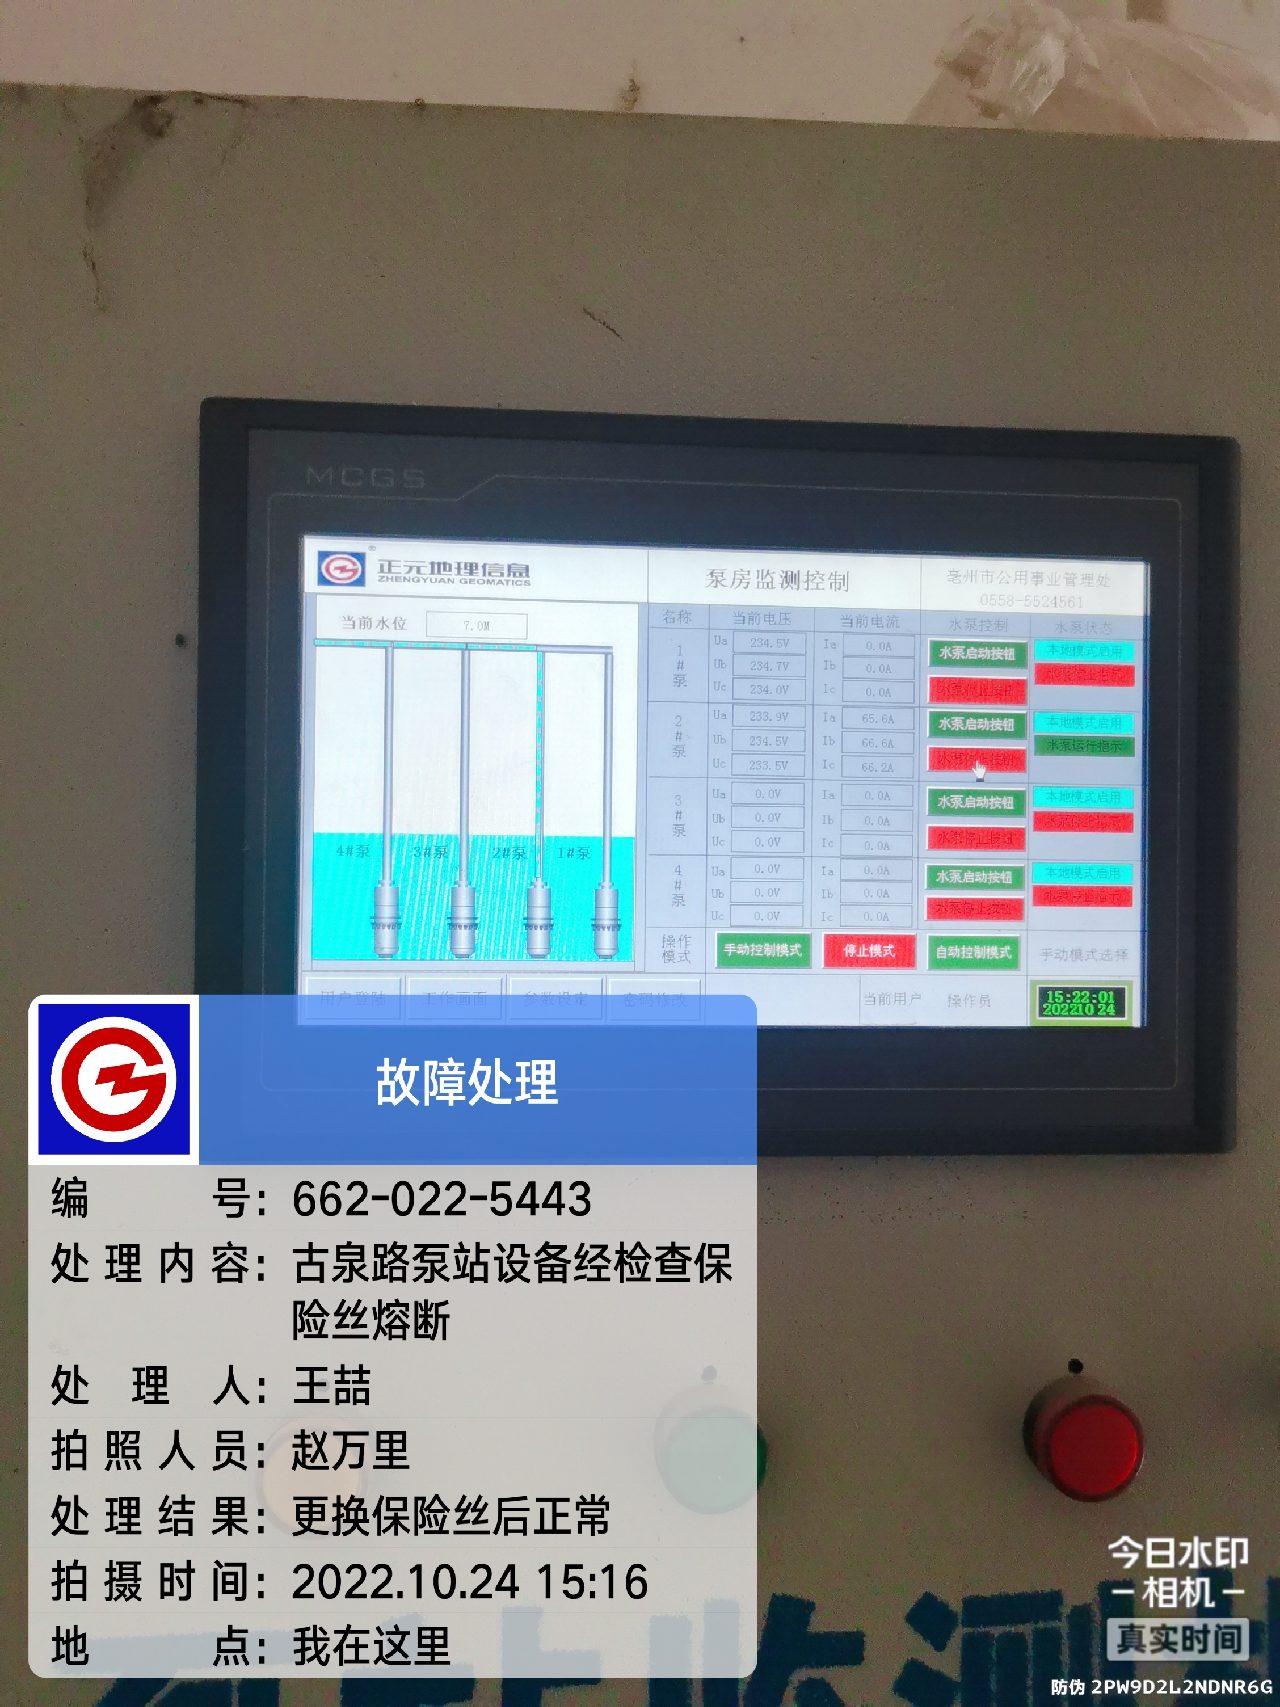 MCGS
正元地理信息
ZHENGYUAN GEOMATICS
泵房监测控制
亳州市公用事业管理处
0558-5524561
当前水位 7.0M
名称 当前电压 当前电流 水泵控制 水泵状态
1#泵
Ua 234.5V Ia 0.0A 水泵启动按钮 本地模式启用
Ub 234.7V Ib 0.0A
Uc 234.0V Ic 0.0A 水泵停止按钮 水泵停止指示
2#泵
Ua 233.9V Ia 65.6A 水泵启动按钮 本地模式启用
Ub 234.5V Ib 66.6A 水泵运行指示
Uc 233.5V Ic 66.2A 水泵停止按钮
3#泵
Ua 0.0V Ia 0.0A 水泵启动按钮 本地模式启用
Ub 0.0V Ib 0.0A 水泵停止指示
Uc 0.0V Ic 0.0A 水泵停止按钮
4#泵
Ua 0.0V Ia 0.0A 水泵启动按钮 本地模式启用
Ub 0.0V Ib 0.0A 水泵停止指示
Uc 0.0V Ic 0.0A 水泵停止按钮
4#泵 3#泵 2#泵 1#泵
操作模式 手动控制模式 停止模式 自动控制模式 手动模式选择
用户登陆 工作画面 参数设定 密码修改 当前用户 操作员
15:22:01
20221024
故障处理
编号：662-022-5443
处理内容：古泉路泵站设备经检查保
险丝熔断
处理人：王喆
拍照人员：赵万里
处理结果：更换保险丝后正常
拍摄时间：2022.10.24 15:16
地点：我在这里
今日水印
相机
真实时间
防伪 2PW9D2L2NDNR6G